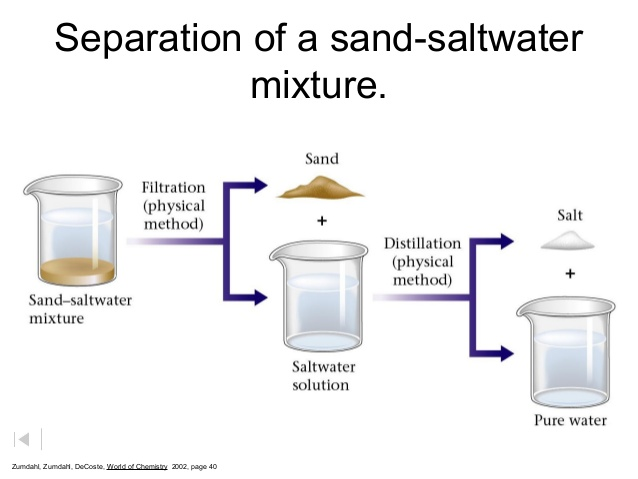 Separation of a sand-saltwater
mixture.
Sand
Filtration
(physical
method)
+
Salt
Distillation
(physical
method)
+
Sand–saltwater
mixture
Saltwater
solution
Pure water
Zumdahl, Zumdahl, DeCoste, World of Chemistry 2002, page 40